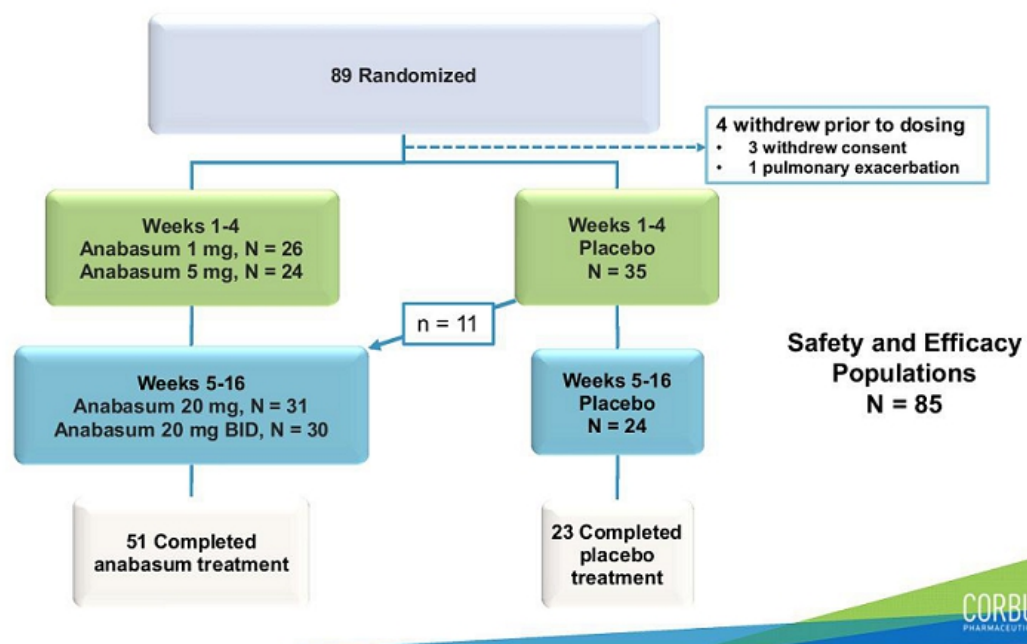 89 Randomized
4 withdrew prior to dosing
• 3 withdrew consent
• 1 pulmonary exacerbation
Weeks 1-4
Anabasum 1 mg, N = 26
Anabasum 5 mg, N = 24
Weeks 1-4
Placebo
N = 35
n = 11
Weeks 5-16
Anabasum 20 mg, N = 31
Anabasum 20 mg BID, N = 30
Weeks 5-16
Placebo
N = 24
Safety and Efficacy
Populations
N = 85
51 Completed
anabasum treatment
23 Completed
placebo
treatment